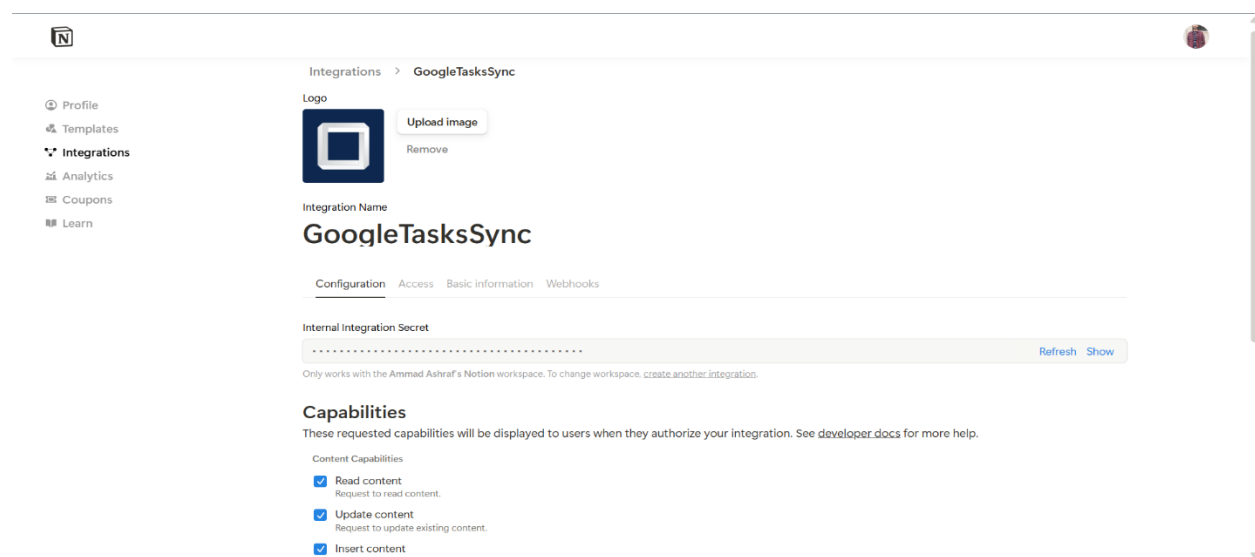 N
Integrations > GoogleTasksSync
Profile
Templates
Integrations
Analytics
Coupons
Learn
Logo
Upload image
Remove
Integration Name
GoogleTasksSync
Configuration Access Basic information Webhooks
Internal Integration Secret
Refresh Show
Only works with the Ammad Ashraf's Notion workspace. To change workspace, create another integration.
Capabilities
These requested capabilities will be displayed to users when they authorize your integration. See developer docs for more help.
Content Capabilities
Read content
Request to read content.
Update content
Request to update existing content.
Insert content